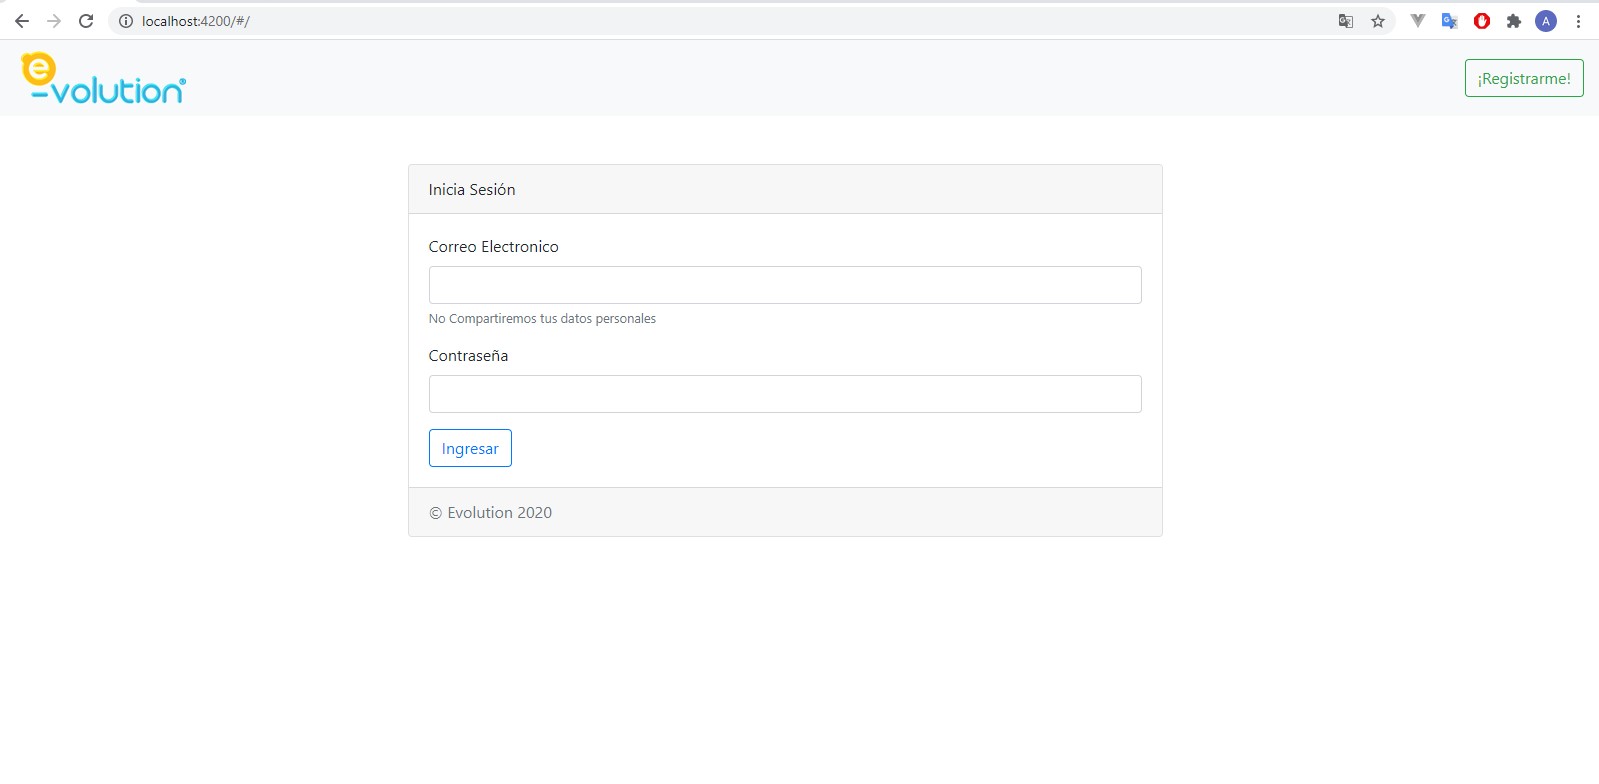 localhost:4200/#/
A
e
-volution®
¡Registrarme!
Inicia Sesión
Correo Electronico
No Compartiremos tus datos personales
Contraseña
Ingresar
© Evolution 2020